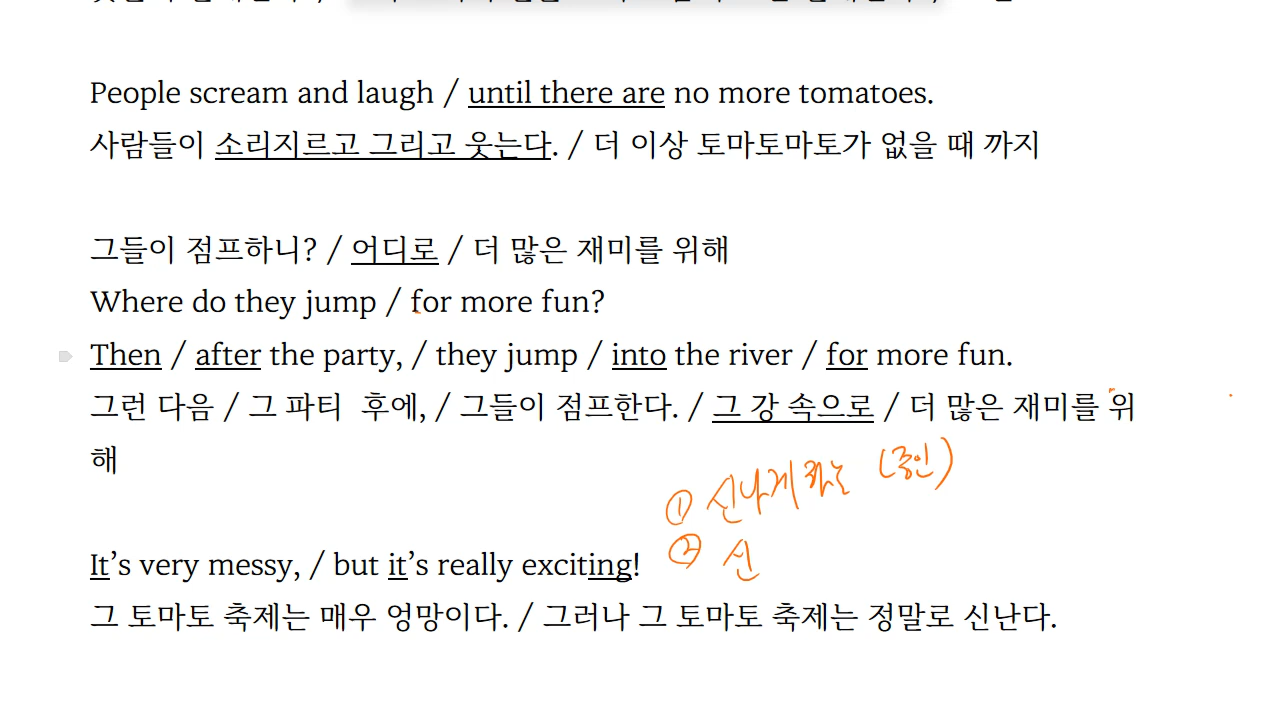 People scream and laugh / until there are no more tomatoes.
사람들이 소리지르고 그리고 웃는다. / 더 이상 토마토마토가 없을 때 까지
그들이 점프하니? / 어디로 / 더 많은 재미를 위해
Where do they jump / for more fun?
Then / after the party, / they jump / into the river / for more fun.
그런 다음 / 그 파티 후에, / 그들이 점프한다. / 그 강 속으로 / 더 많은 재미를 위
해
① 신나게 하는 (원인)
② 신
It's very messy, / but it's really exciting!
그 토마토 축제는 매우 엉망이다. / 그러나 그 토마토 축제는 정말로 신난다.